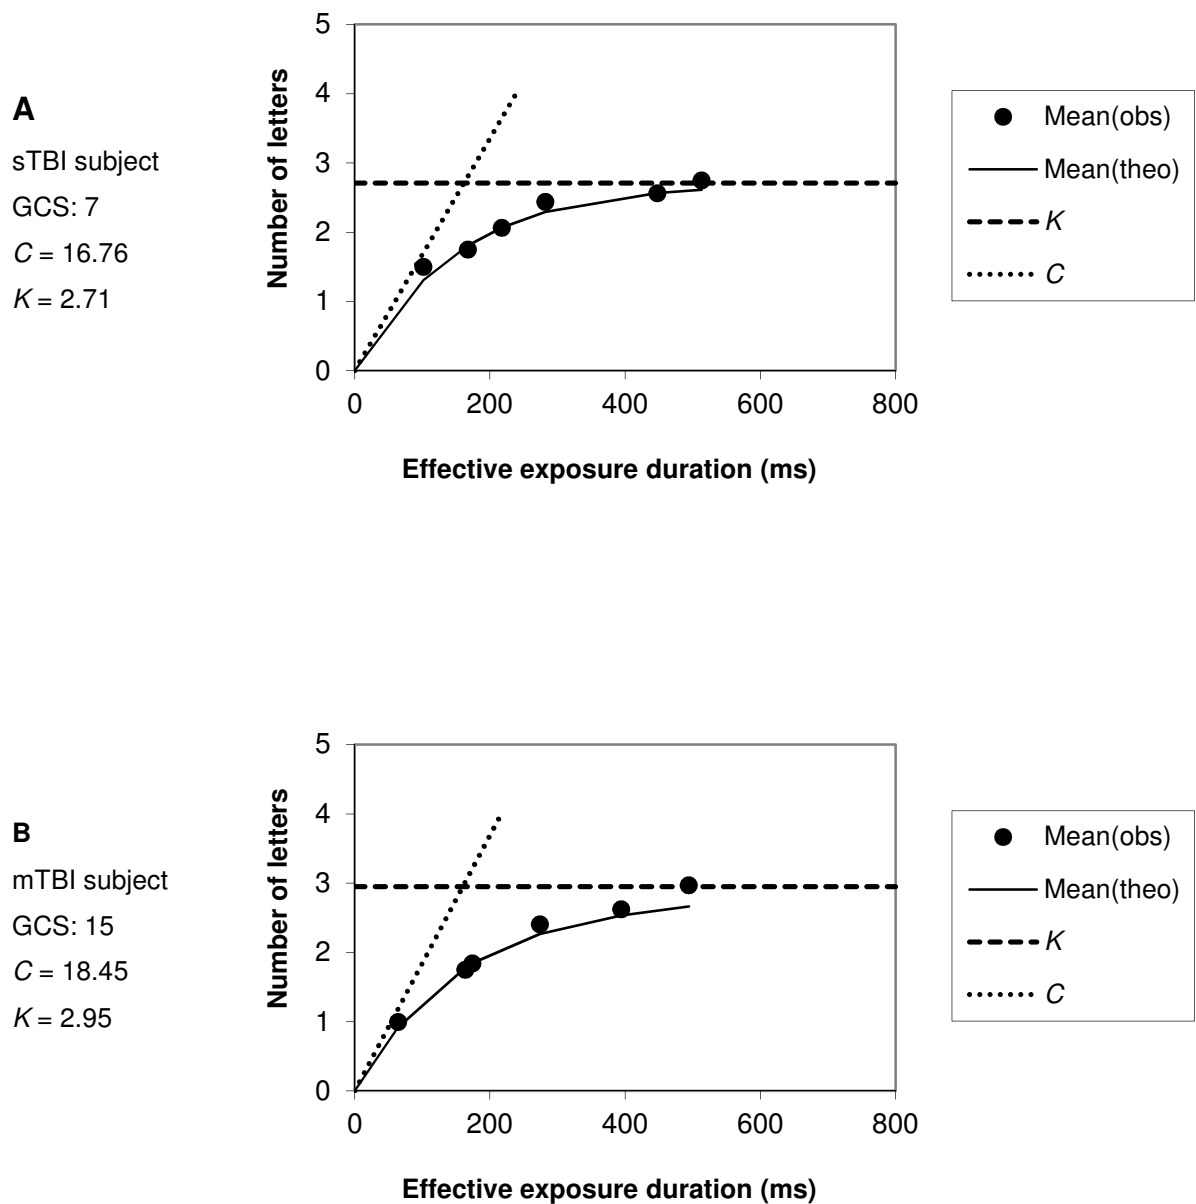 A
sTBI subject
GCS: 7
C = 16.76
K = 2.71
Number of letters
5
4
3
2
1
0
0 200 400 600 800
Effective exposure duration (ms)
Mean(obs)
Mean(theo)
K
C
B
mTBI subject
GCS: 15
C = 18.45
K = 2.95
Number of letters
5
4
3
2
1
0
0 200 400 600 800
Effective exposure duration (ms)
Mean(obs)
Mean(theo)
K
C